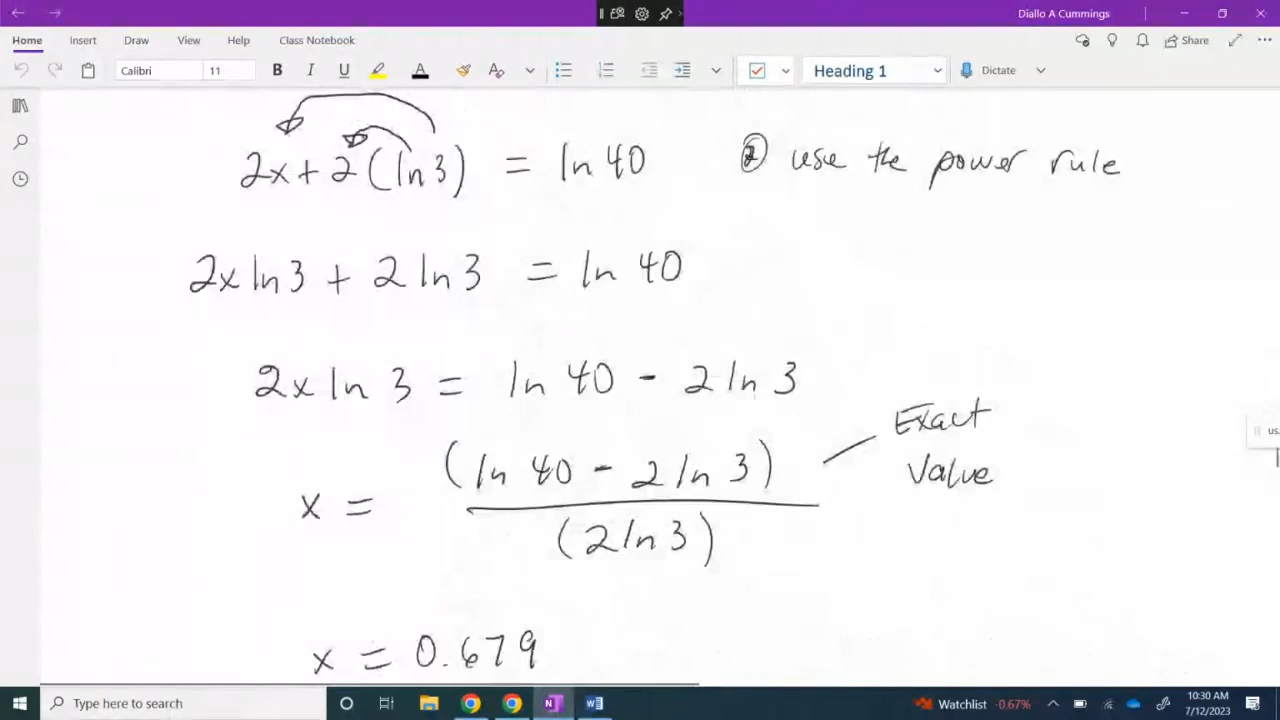 Diallo A Cummings
Home Insert Draw View Help Class Notebook Share
Calibri 11 B I U A Heading 1 Dictate
2x + 2 (ln 3) = ln 40 ② use the power rule
2x ln 3 + 2 ln 3 = ln 40
2x ln 3 = ln 40 - 2 ln 3
Exact
Value
(ln 40 - 2 ln 3)
x =
(2 ln 3)
x = 0.679
us.
Type here to search
Watchlist -0.67%
10:30 AM
7/12/2023